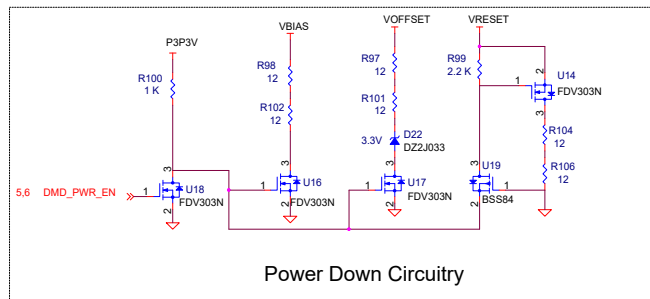 VBIAS
VOFFSET
VRESET
P3P3V
R100
1 K
R98
12
R102
12
R97
12
R101
12
R99
2.2 K
2
U14
1
FDV303N
3
R104
12
R106
12
3.3V
D22
DZ2J033
5,6 DMD_PWR_EN
1
3
U18
2
FDV303N
1
3
U16
2
FDV303N
1
3
U17
2
FDV303N
3
U19
1
2
BSS84
Power Down Circuitry